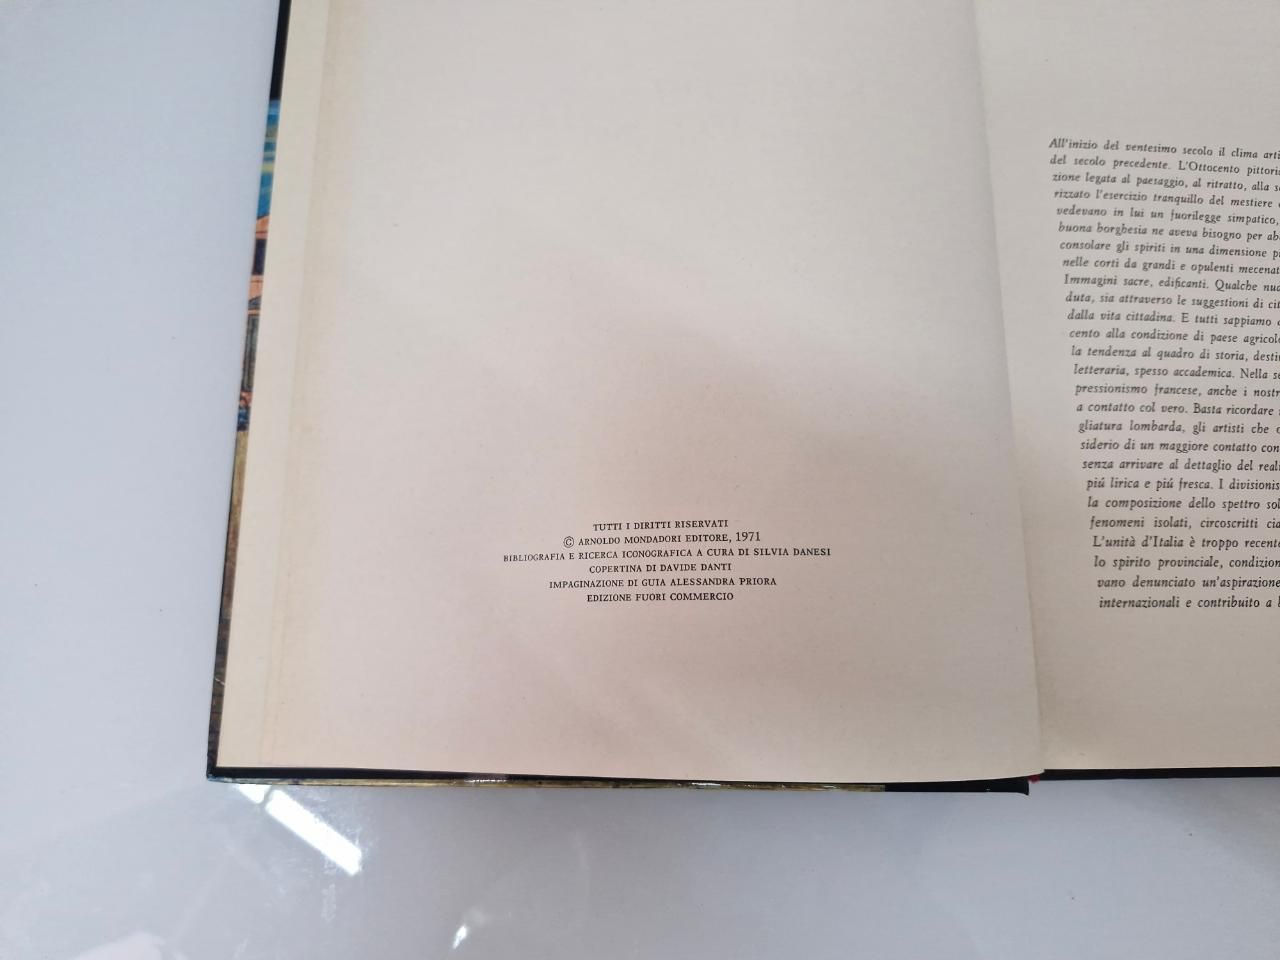 TUTTI I DIRITTI RISERVATI
© ARNOLDO MONDADORI EDITORE, 1971
BIBLIOGRAFIA E RICERCA ICONOGRAFICA A CURA DI SILVIA DANESI
COPERTINA DI DAVIDE DANTI
IMPAGINAZIONE DI GUIA ALESSANDRA PRIORA
EDIZIONE FUORI COMMERCIO
All'inizio del ventesimo secolo il clima
del secolo precedente. L'Ottocento
zione legata al paesaggio, al ritratto, alla
rizzato l'esercizio tranquillo del mestiere
vedevano in lui un fuorilegge simpatico,
buona borghesia ne aveva bisogno per
consolare gli spiriti in una dimensione
nelle corti da grandi e opulenti
Immagini sacre, edificanti. Qualche
duta, sia attraverso le suggestioni di
dalla vita cittadina. E tutti sappiamo
cento alla condizione di paese
la tendenza al quadro di storia,
letteraria, spesso accademica. Nella
pressionismo francese, anche i
a contatto col vero. Basta ricordare
gliatura lombarda, gli artisti che
siderio di un maggiore contatto con
senza arrivare al dettaglio del
piú lirica e piú fresca. I
la composizione dello spettro
fenomeni isolati, circoscritti
L'unità d'Italia è troppo
lo spirito provinciale,
vano denunciato un'aspirazione
internazionali e contribuito a